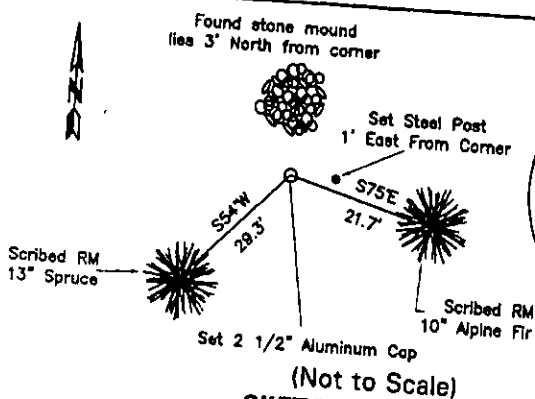 Found stone mound
lies 3' North from corner
N
Set Steel Post
1' East From Corner
S54°W
29.3'
S75°E
21.7'
Scribed RM
13" Spruce
Scribed RM
10" Alpine Fir
Set 2 1/2" Aluminum Cap
(Not to Scale)